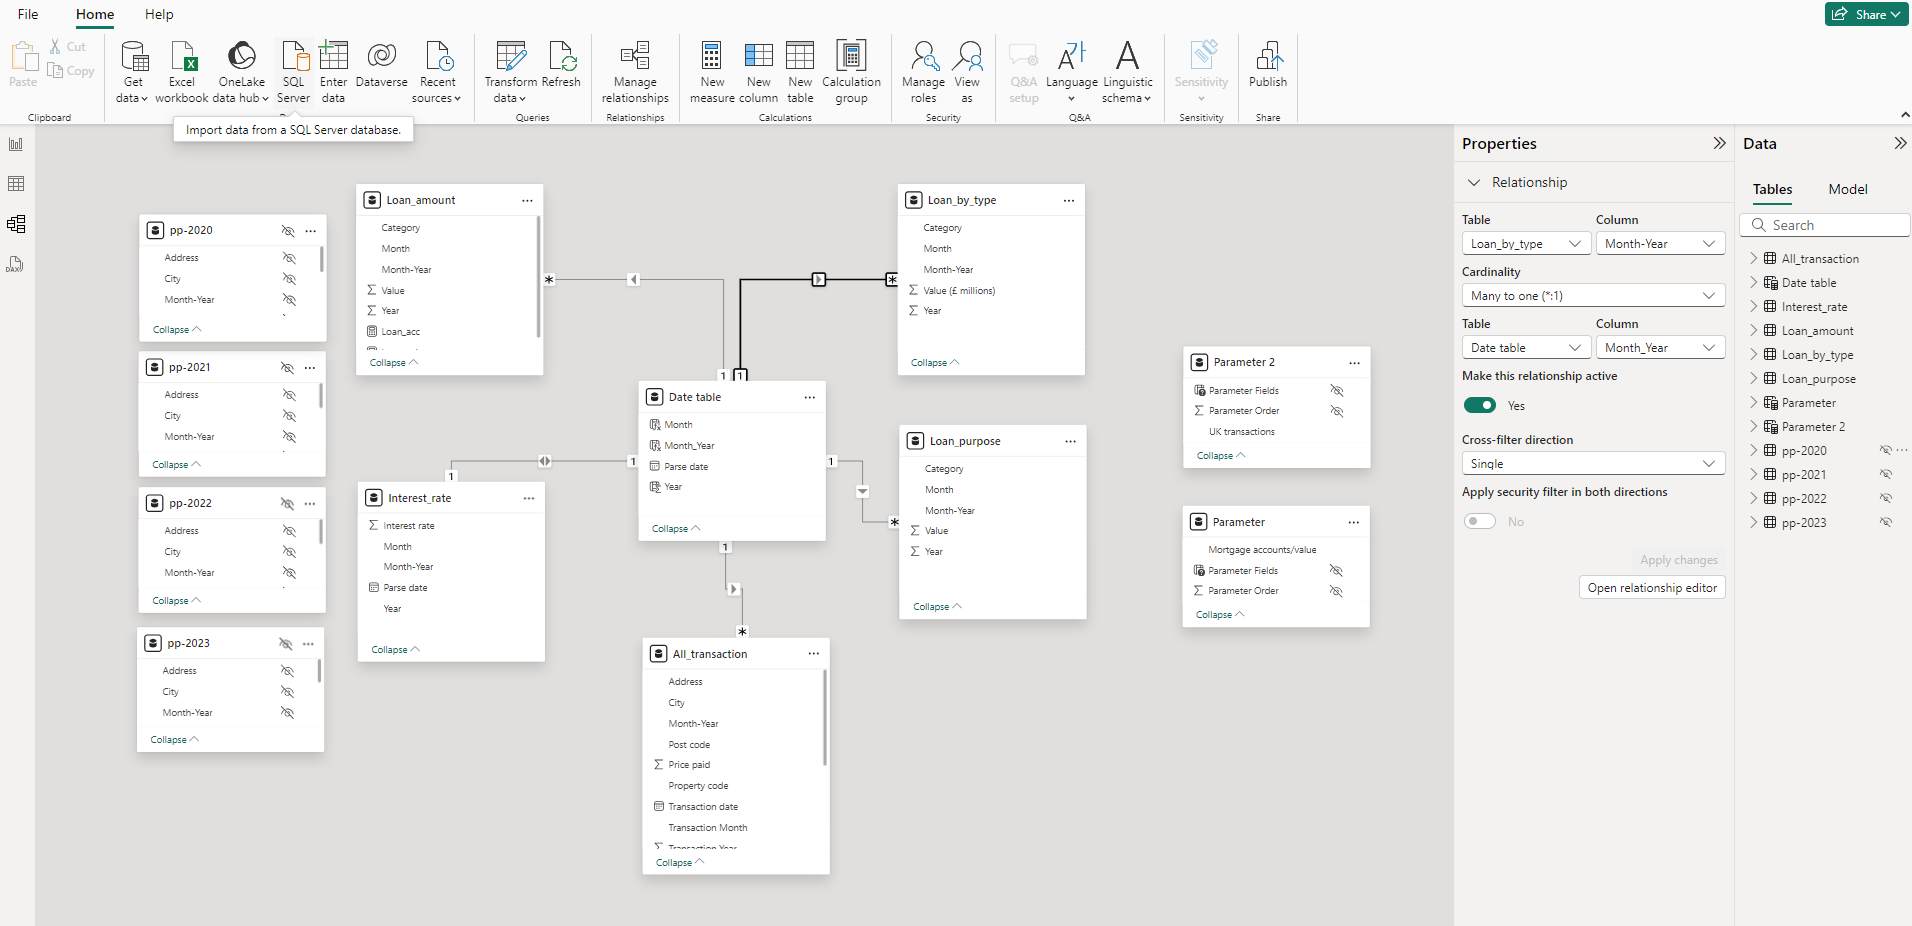 File
Home
Help
Share
Paste
Cut
Copy
Get data
Excel workbook
OneLake data hub
SQL Server
Enter data
Dataverse
Recent sources
Transform data
Refresh
Manage relationships
New measure
New column
New table
Calculation group
Manage roles
View as
Q&A setup
Language
Linguistic schema
Sensitivity
Publish
Clipboard
Queries
Relationships
Calculations
Security
Q&A
Sensitivity
Share
Import data from a SQL Server database.
pp-2020
Address
City
Month-Year
Collapse
pp-2021
Address
City
Month-Year
Collapse
pp-2022
Address
City
Month-Year
Collapse
pp-2023
Address
City
Month-Year
Collapse
Loan_amount
Category
Month
Month-Year
Value
Year
Loan_acc
Collapse
Interest_rate
Interest rate
Month
Month-Year
Parse date
Year
Collapse
Date table
Month
Month_Year
Parse date
Year
Collapse
All_transaction
Address
City
Month-Year
Post code
Price paid
Property code
Transaction date
Transaction Month
Transaction Year
Collapse
Loan_by_type
Category
Month
Month-Year
Value (£ millions)
Year
Collapse
Loan_purpose
Category
Month
Month-Year
Value
Year
Collapse
Parameter 2
Parameter Fields
Parameter Order
UK transactions
Collapse
Parameter
Mortgage accounts/value
Parameter Fields
Parameter Order
Collapse
1
1
1
1
1
1
*
*
*
*
Properties
Relationship
Table
Column
Loan_by_type
Month-Year
Cardinality
Many to one (*:1)
Table
Column
Date table
Month_Year
Make this relationship active
Yes
Cross-filter direction
Single
Apply security filter in both directions
No
Apply changes
Open relationship editor
Data
Tables
Model
Search
All_transaction
Date table
Interest_rate
Loan_amount
Loan_by_type
Loan_purpose
Parameter
Parameter 2
pp-2020
pp-2021
pp-2022
pp-2023